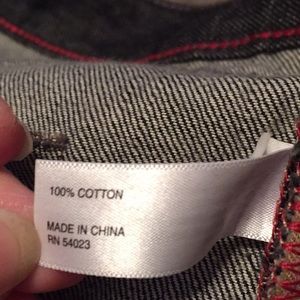 100% COTTON
MADE IN CHINA
RN 54023